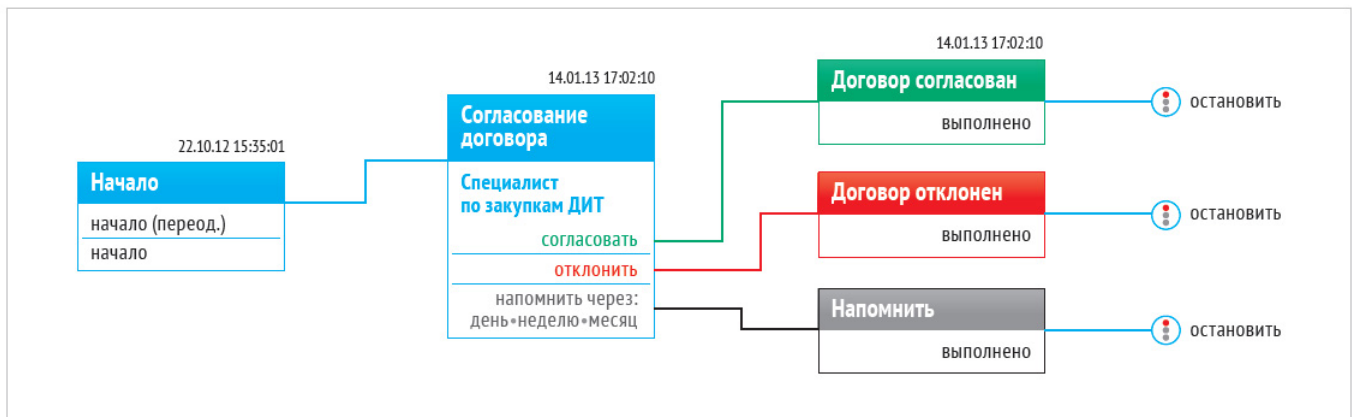 22.10.12 15:35:01
Начало
начало (переод.)
начало
14.01.13 17:02:10
Согласование
договора
Специалист
по закупкам ДИТ
согласовать
отклонить
напомнить через:
день•неделю•месяц
14.01.13 17:02:10
Договор согласован
выполнено
остановить
Договор отклонен
выполнено
остановить
Напомнить
выполнено
остановить